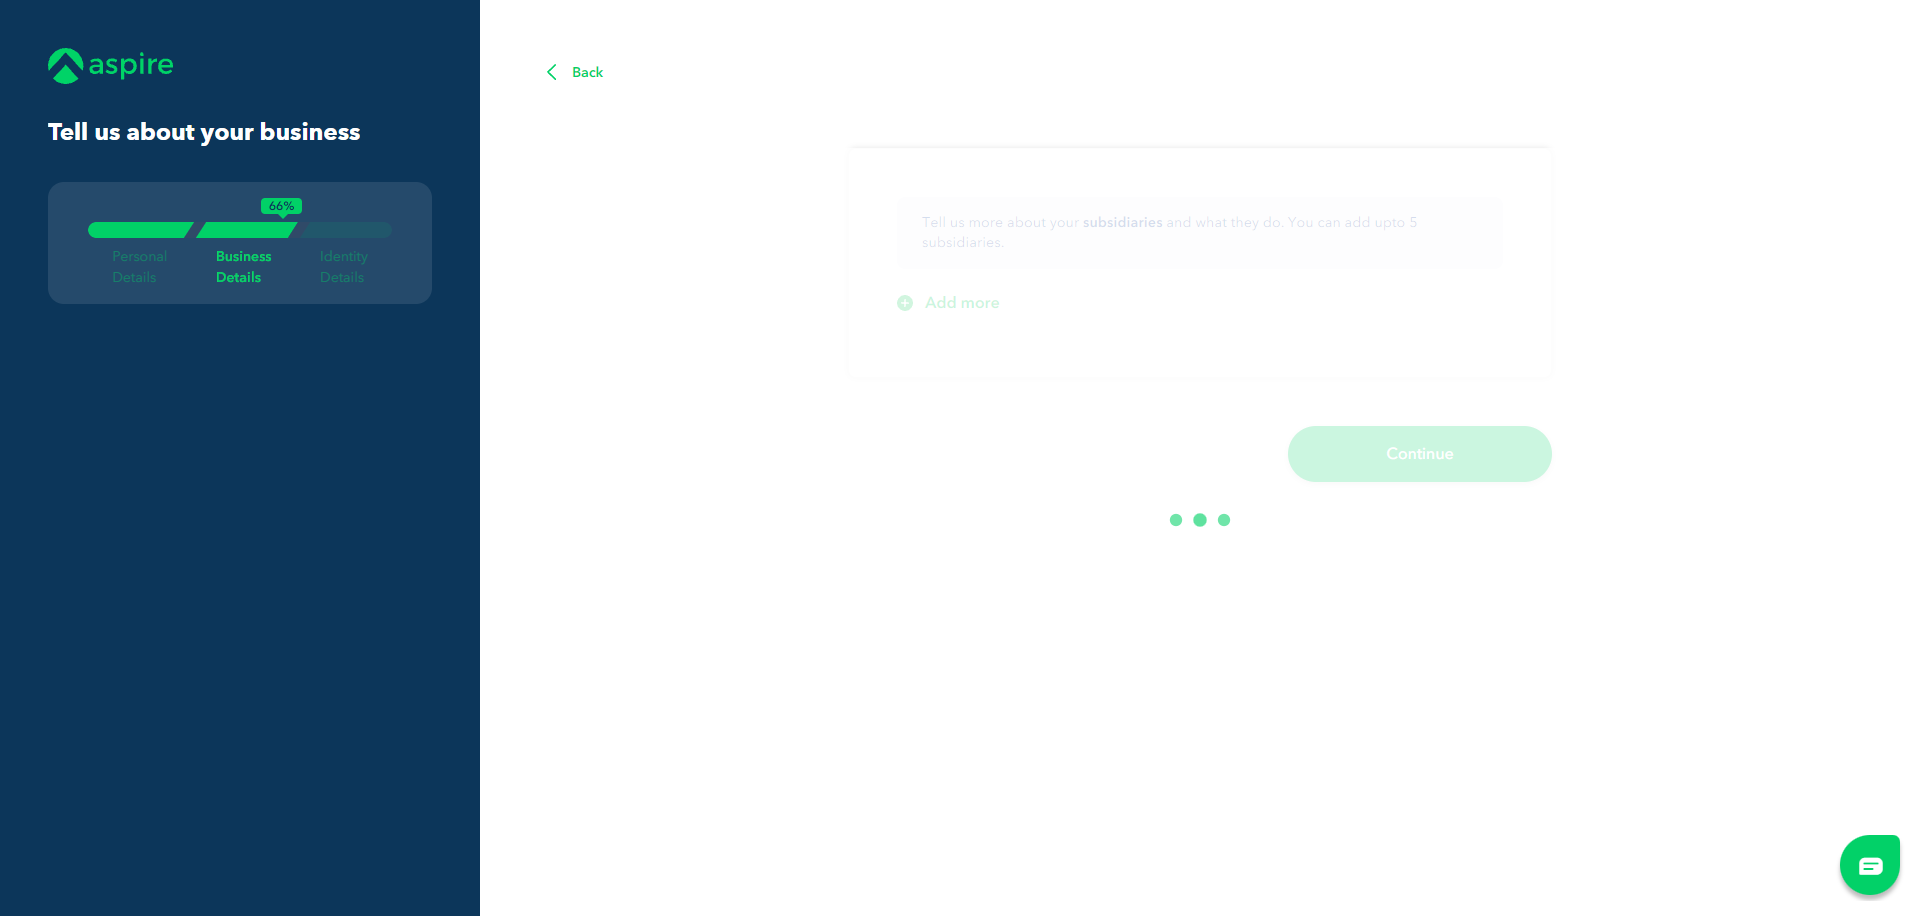 aspire
Tell us about your business
66%
Personal
Details
Business
Details
Identity
Details
Back
Tell us more about your subsidiaries and what they do. You can add upto 5
subsidiaries.
Add more
Continue